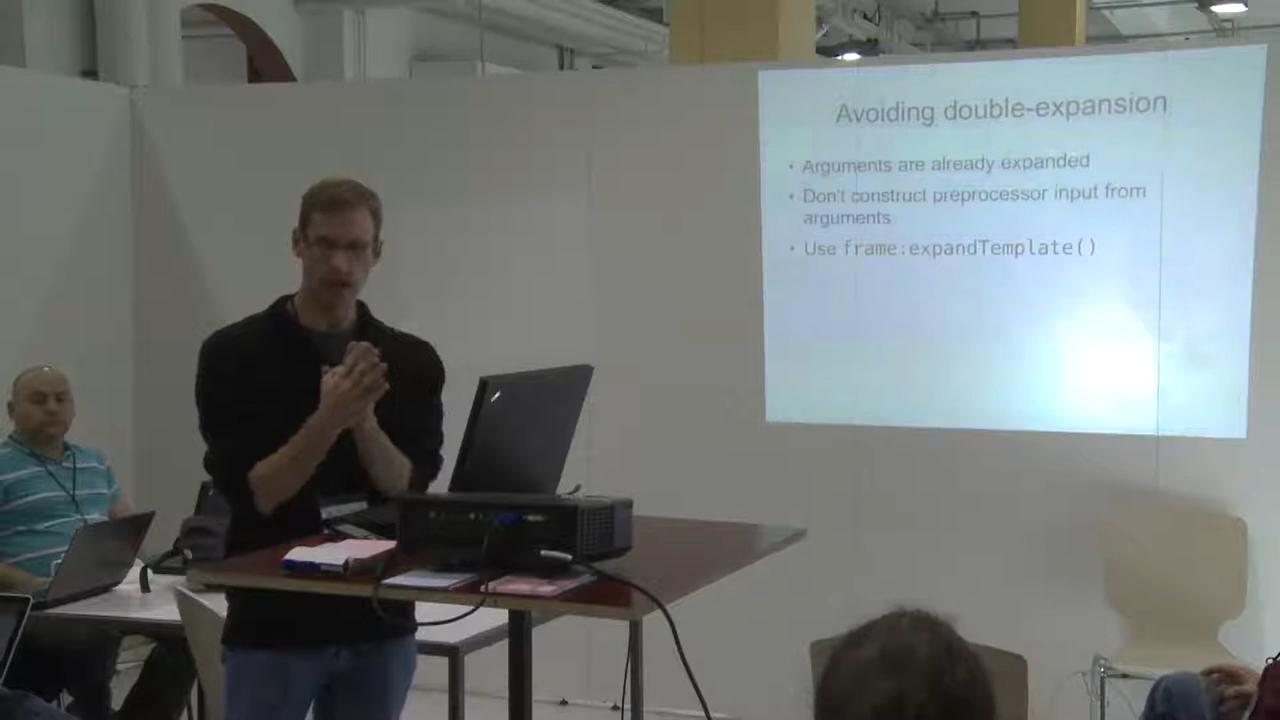 Avoiding double-expansion
• Arguments are already expanded
• Don't construct preprocessor input from
arguments
• Use frame:expandTemplate()